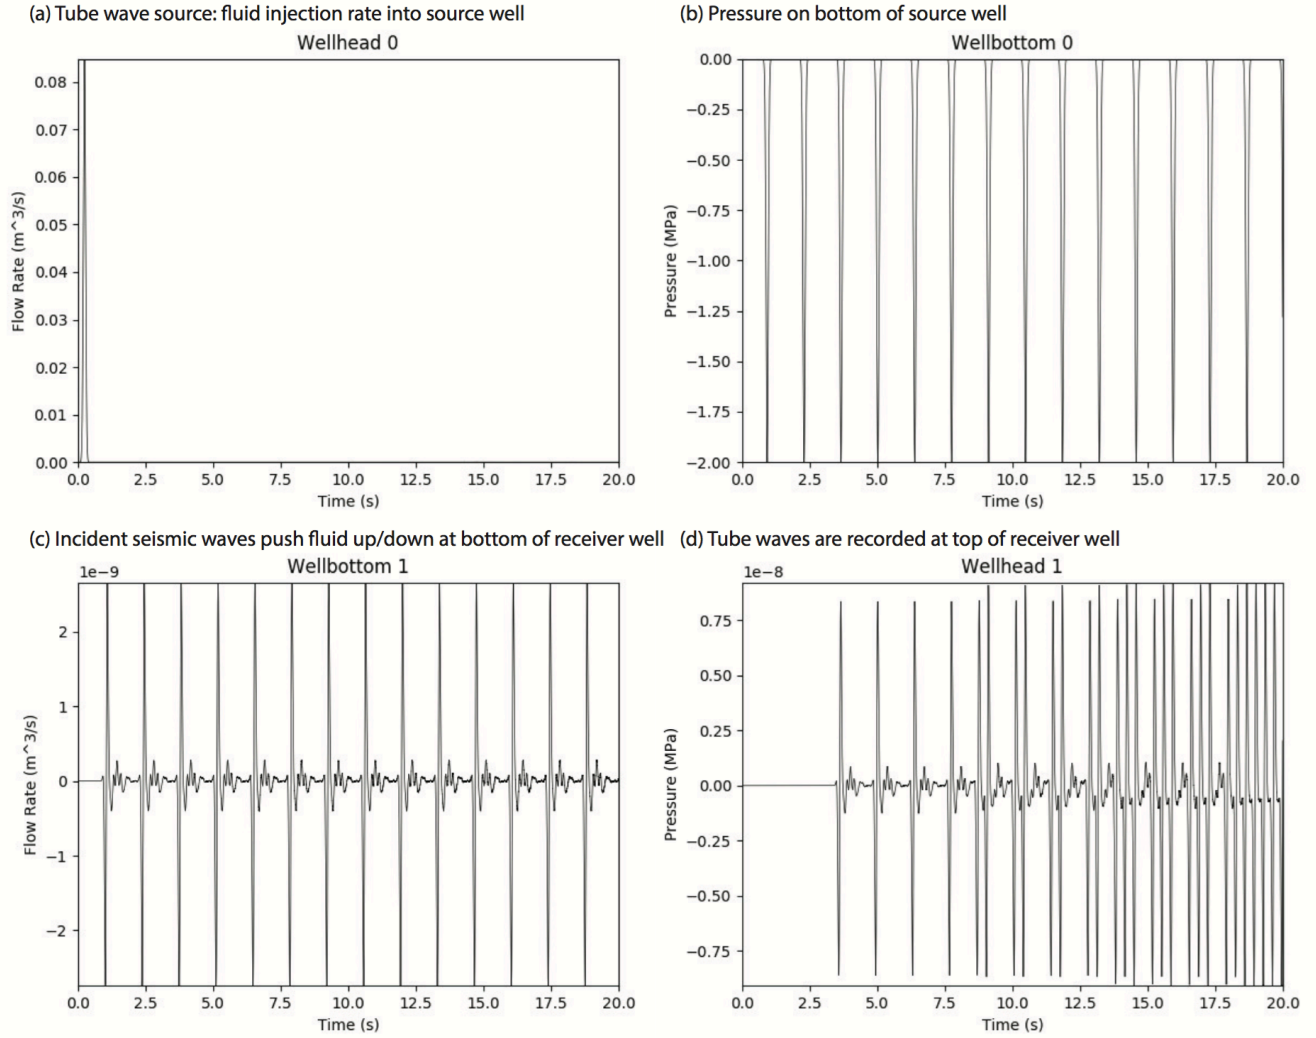 (a) Tube wave source: fluid injection rate into source well
Wellhead 0
0.08
0.07
0.06
0.05
0.04
0.03
0.02
0.01
0.00
Flow Rate (m^3/s)
0.0 2.5 5.0 7.5 10.0 12.5 15.0 17.5 20.0
Time (s)
(b) Pressure on bottom of source well
Wellbottom 0
0.00
−0.25
−0.50
−0.75
−1.00
−1.25
−1.50
−1.75
−2.00
Pressure (MPa)
0.0 2.5 5.0 7.5 10.0 12.5 15.0 17.5 20.0
Time (s)
(c) Incident seismic waves push fluid up/down at bottom of receiver well
Wellbottom 1
1e−9
2
1
0
−1
−2
Flow Rate (m^3/s)
0.0 2.5 5.0 7.5 10.0 12.5 15.0 17.5 20.0
Time (s)
(d) Tube waves are recorded at top of receiver well
Wellhead 1
1e−8
0.75
0.50
0.25
0.00
−0.25
−0.50
−0.75
Pressure (MPa)
0.0 2.5 5.0 7.5 10.0 12.5 15.0 17.5 20.0
Time (s)